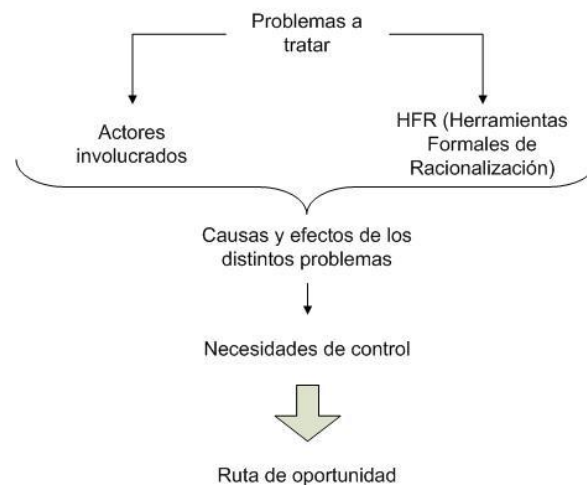 Problemas a
tratar
Actores
involucrados
HFR (Herramientas
Formales de
Racionalización)
Causas y efectos de los
distintos problemas
Necesidades de control
Ruta de oportunidad